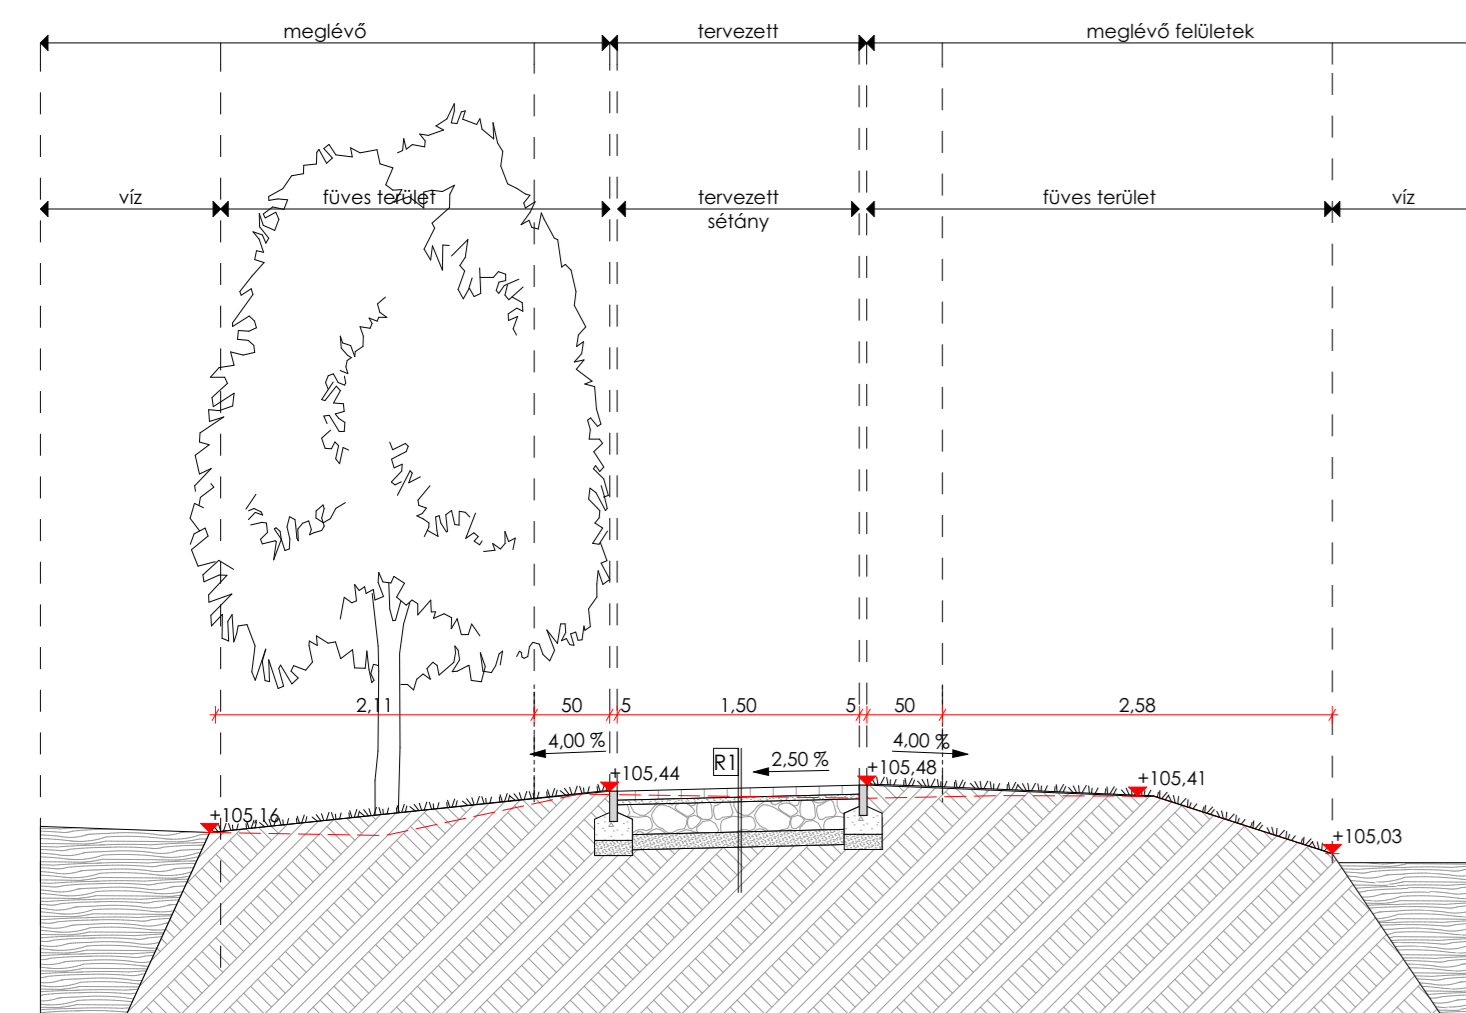 meglévő
tervezett
meglévő felületek
víz
füves terület
tervezett
sétány
füves terület
víz
2,11
50
5
1,50
5
50
2,58
4,00 %
R1
2,50 %
4,00 %
+105,44
+105,48
+105,41
+105,16
+105,03